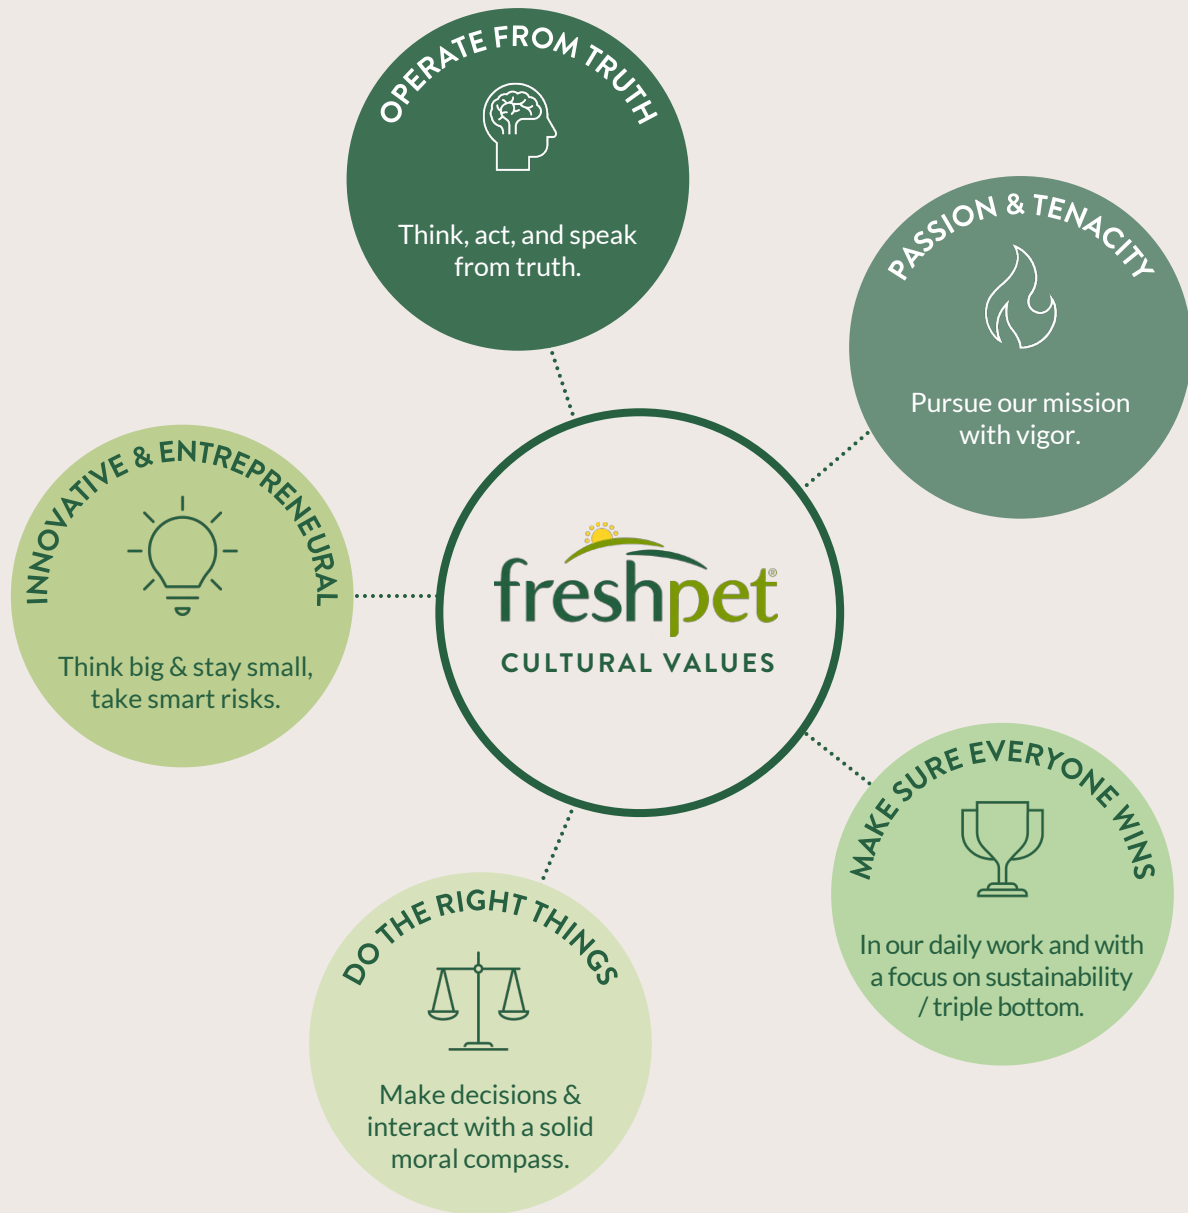 OPERATE FROM TRUTH
Think, act, and speak
from truth.
PASSION & TENACITY
Pursue our mission
with vigor.
INNOVATIVE & ENTREPRENEURAL
Think big & stay small,
take smart risks.
freshpet®
CULTURAL VALUES
MAKE SURE EVERYONE WINS
In our daily work and with
a focus on sustainability
/ triple bottom.
DO THE RIGHT THINGS
Make decisions &
interact with a solid
moral compass.